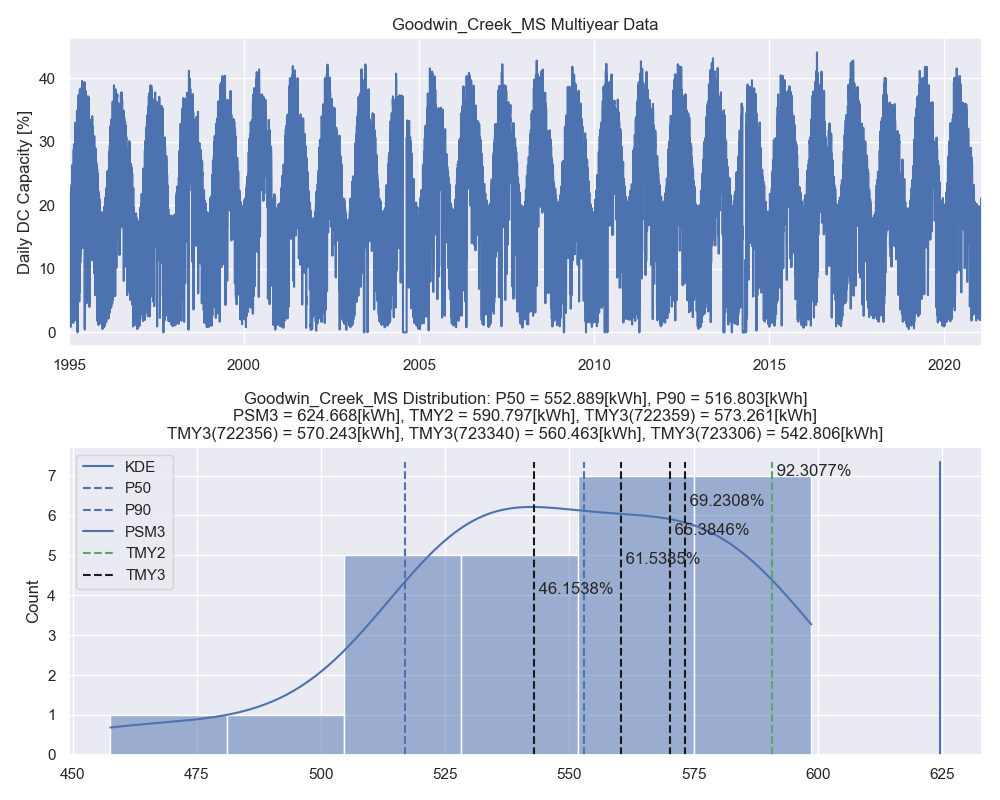 Goodwin_Creek_MS Multiyear Data
Daily DC Capacity [%]
40
30
20
10
0
1995 2000 2005 2010 2015 2020
Goodwin_Creek_MS Distribution: P50 = 552.889[kWh], P90 = 516.803[kWh]
PSM3 = 624.668[kWh], TMY2 = 590.797[kWh], TMY3(722359) = 573.261[kWh]
TMY3(722356) = 570.243[kWh], TMY3(723340) = 560.463[kWh], TMY3(723306) = 542.806[kWh]
Count
7
6
5
4
3
2
1
0
KDE
P50
P90
PSM3
TMY2
TMY3
92.3077%
69.2308%
65.3846%
61.5385%
46.1538%
450 475 500 525 550 575 600 625